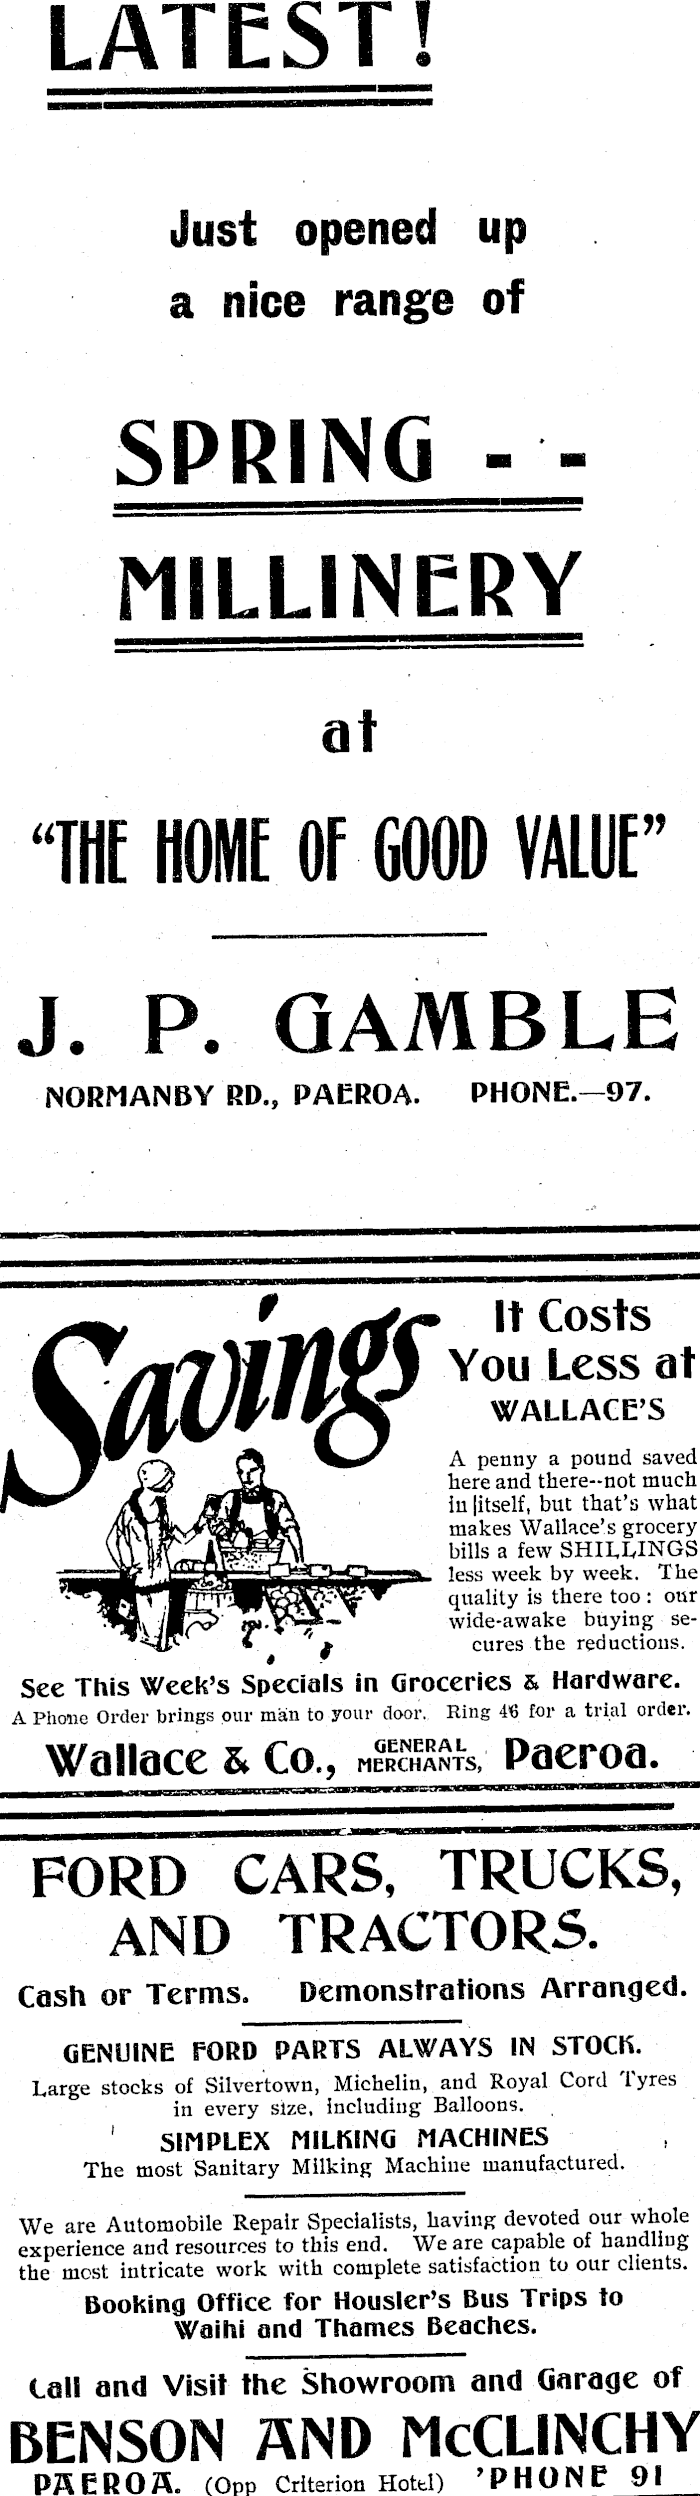 LATEST!
Just opened up
a nice range of
SPRING - -
MILLINERY
at
“THE HOME OF GOOD VALUE”
J. P. GAMBLE
NORMANBY RD., PAEROA. PHONE.—97.
Savings
It Costs
You Less at
WALLACE'S
A penny a pound saved
here and there--not much
in itself, but that's what
makes Wallace's grocery
bills a few SHILLINGS
less week by week. The
quality is there too: our
wide-awake buying se-
cures the reductions.
See This Week's Specials in Groceries & Hardware.
A Phone Order brings our man to your door. Ring 46 for a trial order.
Wallace & Co., GENERAL MERCHANTS, Paeroa.
FORD CARS, TRUCKS,
AND TRACTORS.
Cash or Terms. Demonstrations Arranged.
GENUINE FORD PARTS ALWAYS IN STOCK.
Large stocks of Silvertown, Michelin, and Royal Cord Tyres
in every size, including Balloons.
SIMPLEX MILKING MACHINES
The most Sanitary Milking Machine manufactured.
We are Automobile Repair Specialists, having devoted our whole
experience and resources to this end. We are capable of handling
the most intricate work with complete satisfaction to our clients.
Booking Office for Housler's Bus Trips to
Waihi and Thames Beaches.
Call and Visit the Showroom and Garage of
BENSON AND McCLINCHY
PAEROA. (Opp Criterion Hotel) 'PHONE 91